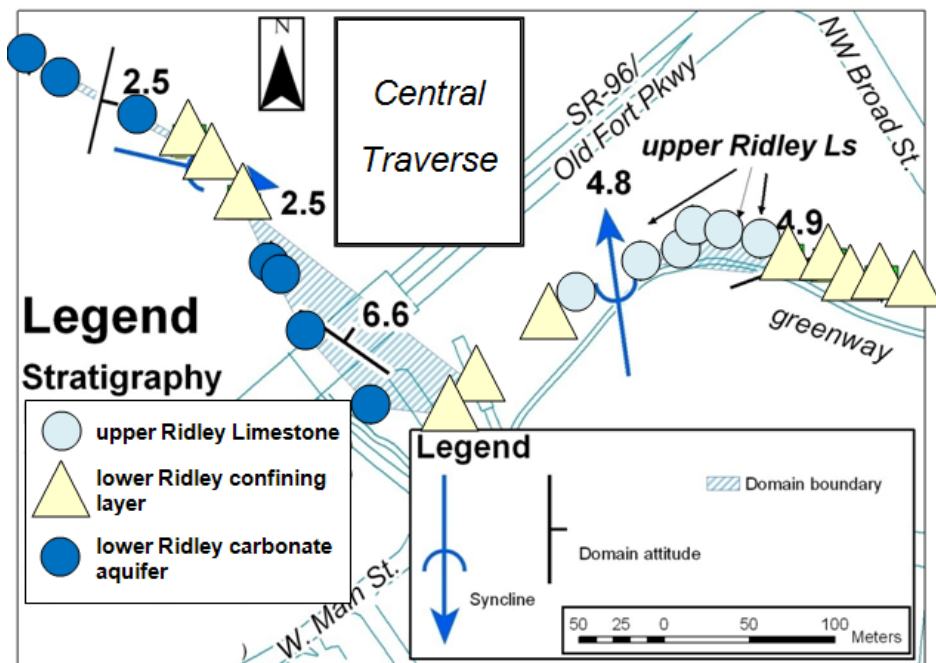 N
Central
Traverse
SR-96/
Old Fort Pkwy
NW Broad St.
2.5
2.5
upper Ridley Ls
4.8
4.9
6.6
greenway
Legend
Stratigraphy
upper Ridley Limestone
lower Ridley confining
layer
lower Ridley carbonate
aquifer
W. Main St.
Legend
Domain boundary
Domain attitude
Syncline
50 25 0 50 100
Meters